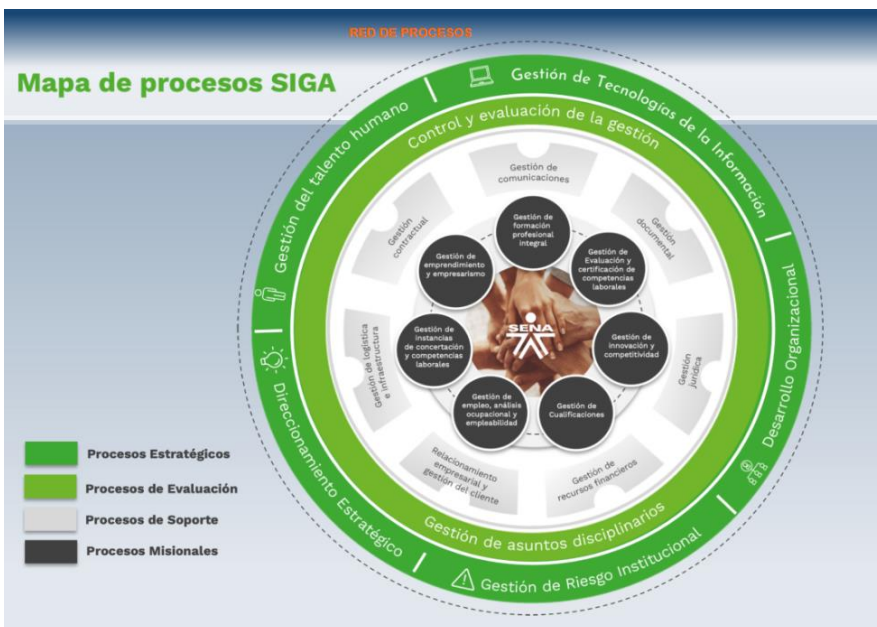 RED DE PROCESOS
Mapa de procesos SIGA
Gestión del talento humano
Gestión de Tecnologías de la Información
Desarrollo Organizacional
Gestión de Riesgo Institucional
Direccionamiento Estratégico
Control y evaluación de la gestión
Gestión de asuntos disciplinarios
Gestión de
comunicaciones
Gestión
documental
Gestión
jurídica
Gestión de
recursos financieros
Relacionamiento
empresarial y
gestión del cliente
Gestión de logística
e infraestructura
Gestión
contractual
Gestión de
formación
profesional
integral
Gestión de
Evaluación y
certificación de
competencias
laborales
Gestión de
innovación y
competitividad
Gestión de
Cualificaciones
Gestión de
empleo, análisis
ocupacional y
empleabilidad
Gestión de
instancias
de concertación
y competencias
laborales
Gestión de
emprendimiento
y empresarismo
SENA
Procesos Estratégicos
Procesos de Evaluación
Procesos de Soporte
Procesos Misionales